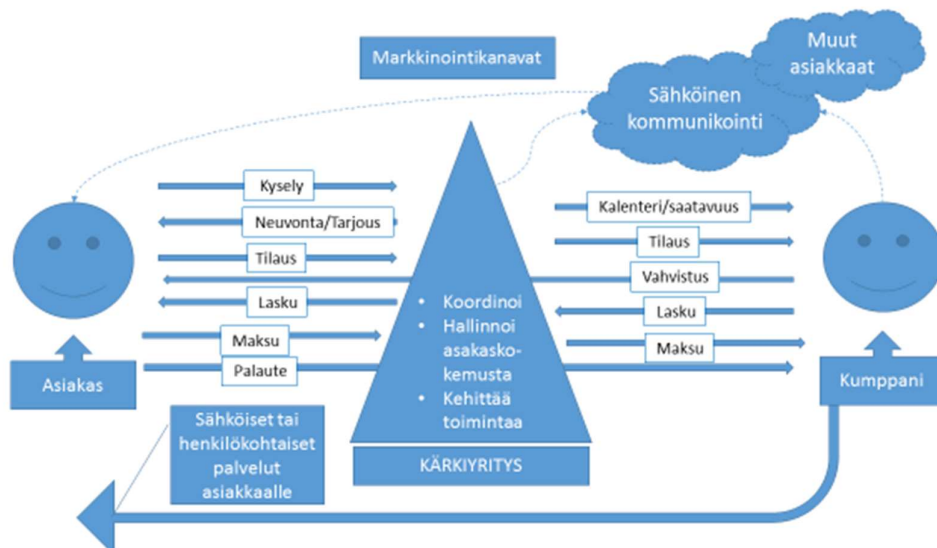 Markkinointikanavat
Muut
asiakkaat
Sähköinen
kommunikointi
Kysely
Neuvonta/Tarjous
Tilaus
Lasku
Maksu
Palaute
Kalenteri/saatavuus
Tilaus
Vahvistus
Lasku
Maksu
• Koordinoi
• Hallinnoi
asakasko-
kemusta
• Kehittää
toimintaa
KÄRKIYRITYS
Asiakas
Kumppani
Sähköiset tai
henkilökohtaiset
palvelut
asiakkaalle